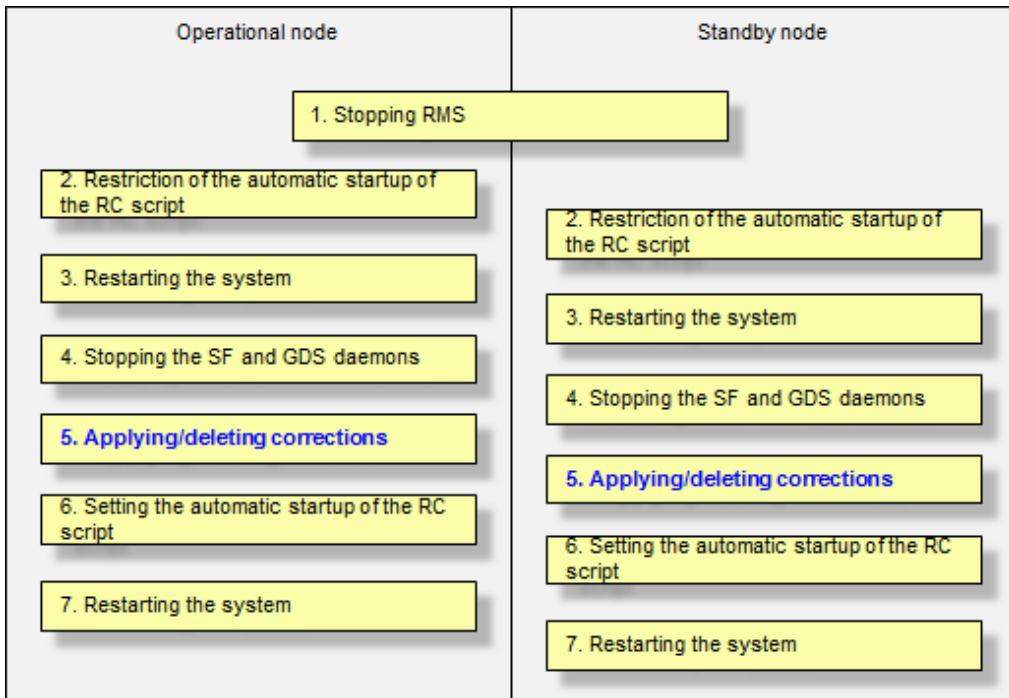 Operational node
Standby node
1. Stopping RMS
2. Restriction of the automatic startup of
the RC script
3. Restarting the system
4. Stopping the SF and GDS daemons
5. Applying/deleting corrections
6. Setting the automatic startup of the RC
script
7. Restarting the system
2. Restriction of the automatic startup of
the RC script
3. Restarting the system
4. Stopping the SF and GDS daemons
5. Applying/deleting corrections
6. Setting the automatic startup of the RC
script
7. Restarting the system